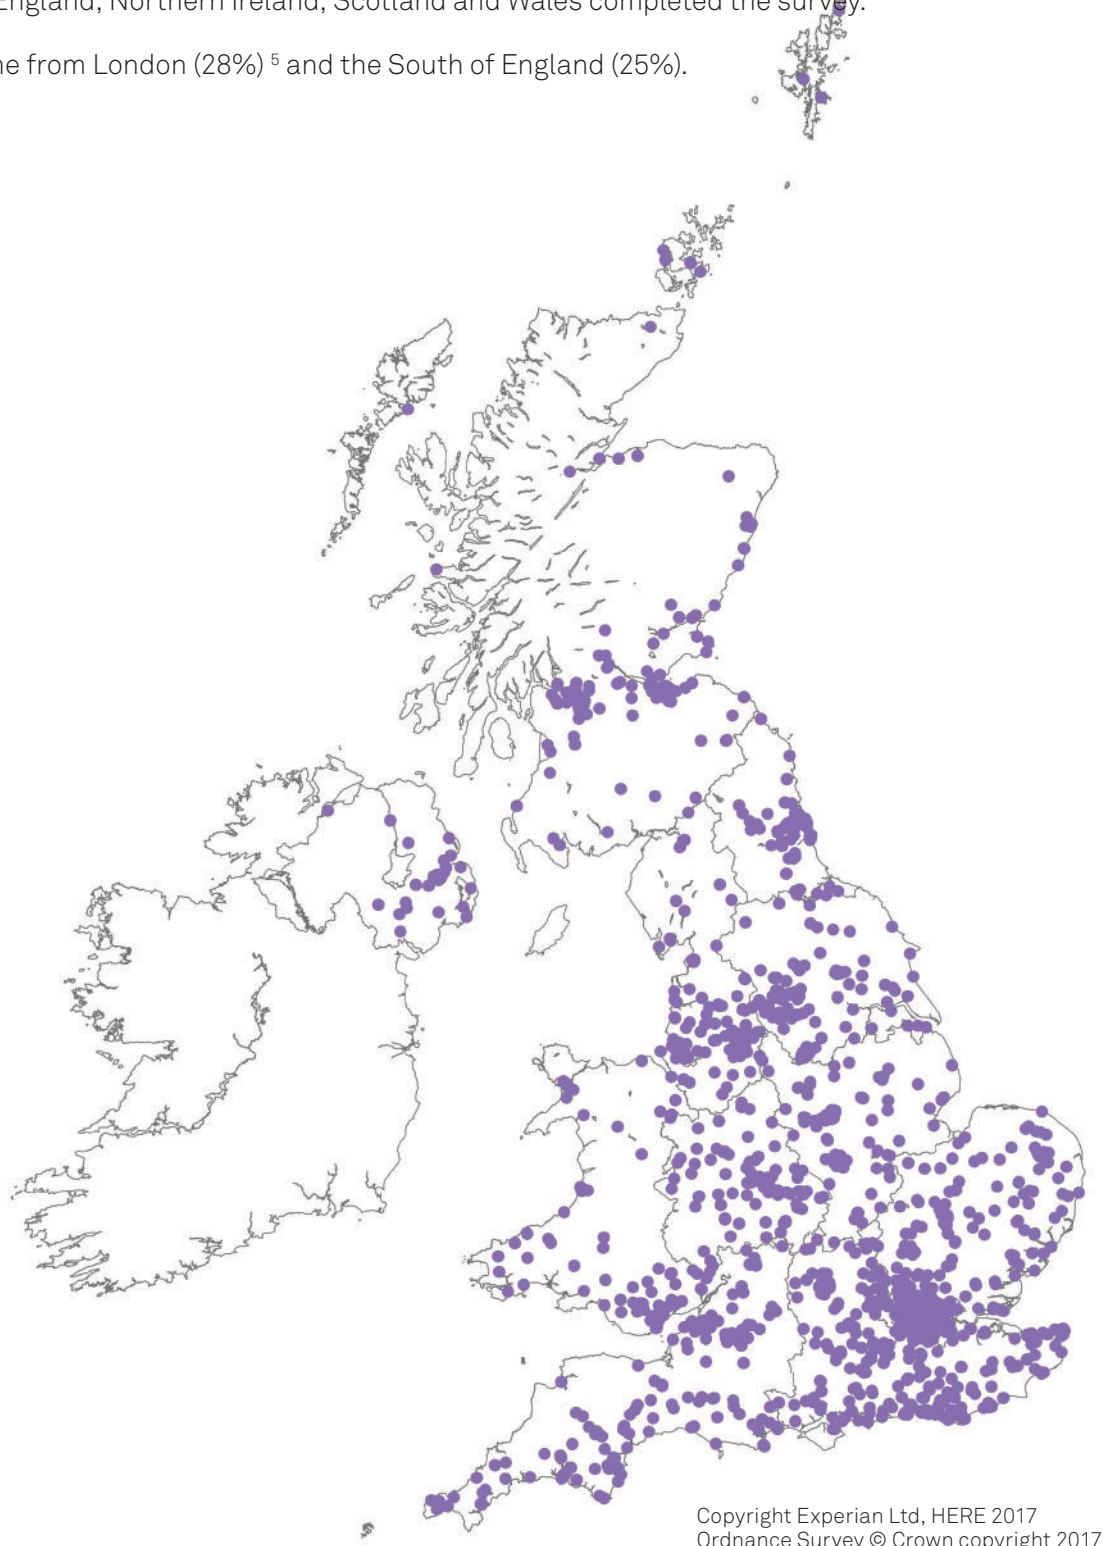 England, Northern Ireland, Scotland and Wales completed the survey.
ne from London (28%) 5 and the South of England (25%).
Copyright Experian Ltd, HERE 2017
Ordnance Survey © Crown copyright 2017